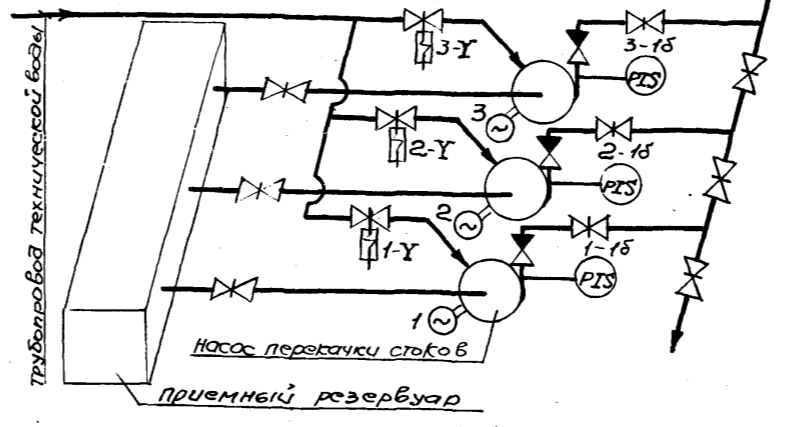 трубопровод технической воды
3-Y
3-1б
PIS
3
~
2-Y
2-1б
PIS
2
~
1-Y
1-1б
PIS
1
~
насос перекачки стоков
приемный резервуар